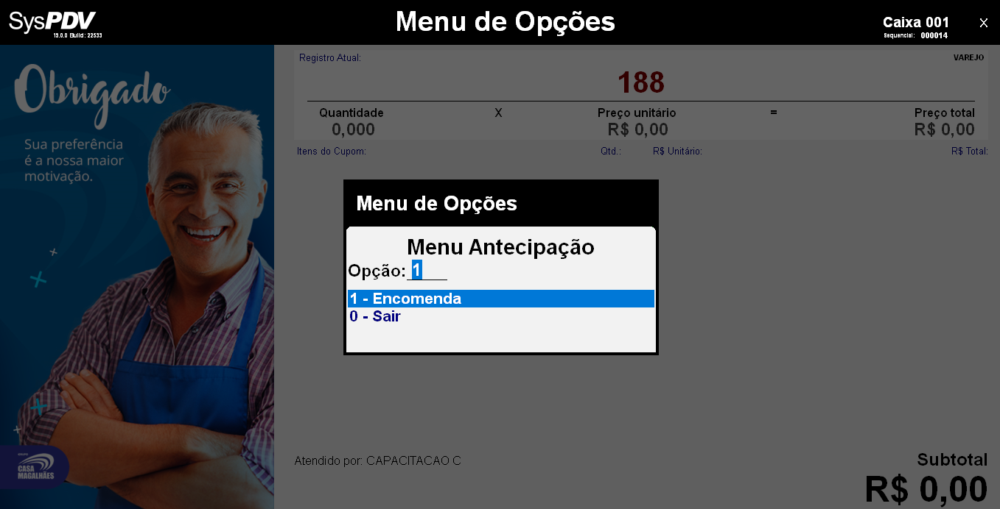 SysPDV
19.0.0 Build: 22533
Menu de Opções
Caixa 001
X
Sequencial: 000014
Obrigado
Sua preferência
é a nossa maior
motivação.
GRUPO
CASA
MAGALHÃES
Registro Atual:
VAREJO
188
Quantidade X Preço unitário = Preço total
0,000 R$ 0,00 R$ 0,00
Itens do Cupom: Qtd.: R$ Unitário: R$ Total:
Menu de Opções
Menu Antecipação
Opção: 1
1 - Encomenda
0 - Sair
Atendido por: CAPACITACAO C
Subtotal
R$ 0,00